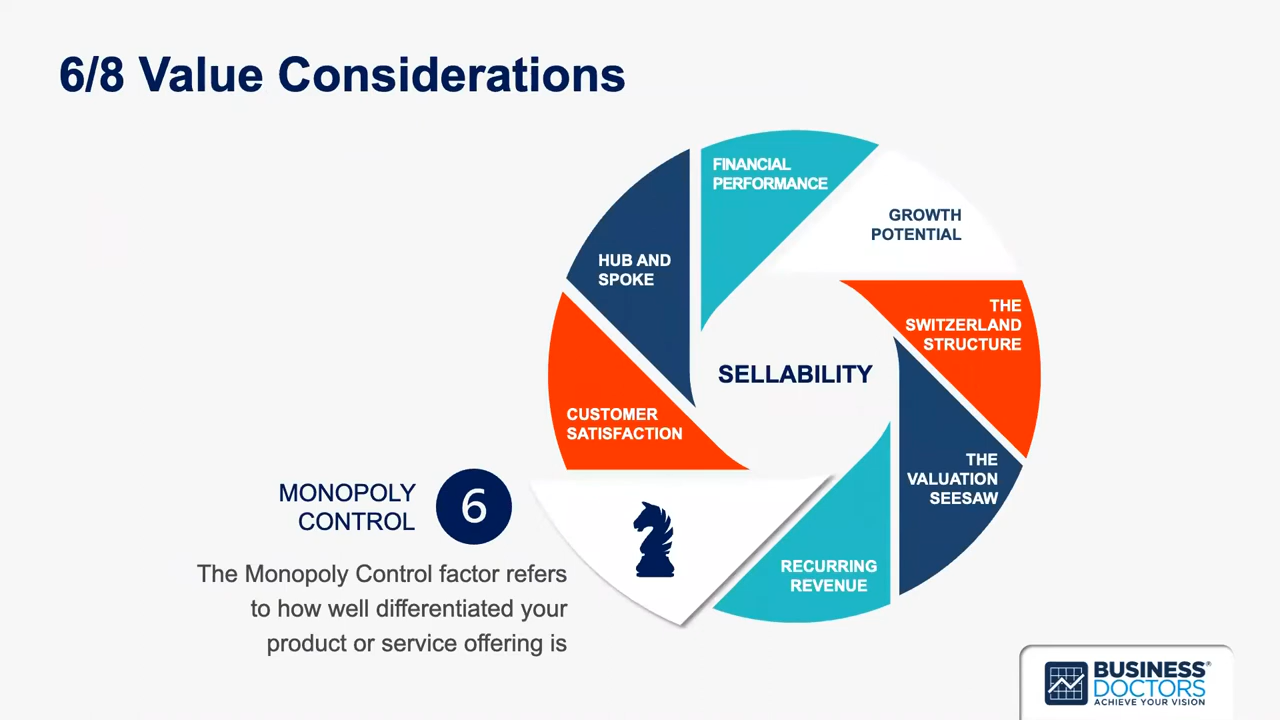 6/8 Value Considerations
FINANCIAL
PERFORMANCE
GROWTH
POTENTIAL
THE
SWITZERLAND
STRUCTURE
THE
VALUATION
SEESAW
RECURRING
REVENUE
CUSTOMER
SATISFACTION
HUB AND
SPOKE
SELLABILITY
MONOPOLY
CONTROL
6
The Monopoly Control factor refers
to how well differentiated your
product or service offering is
BUSINESS®
DOCTORS
ACHIEVE YOUR VISION